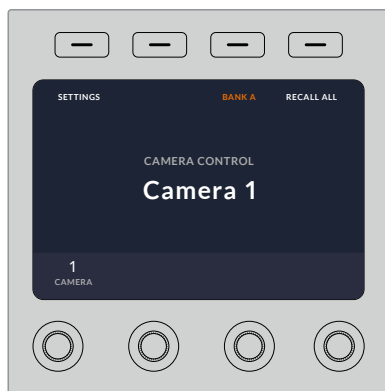 SETTINGS BANK A RECALL ALL
CAMERA CONTROL
Camera 1
1
CAMERA